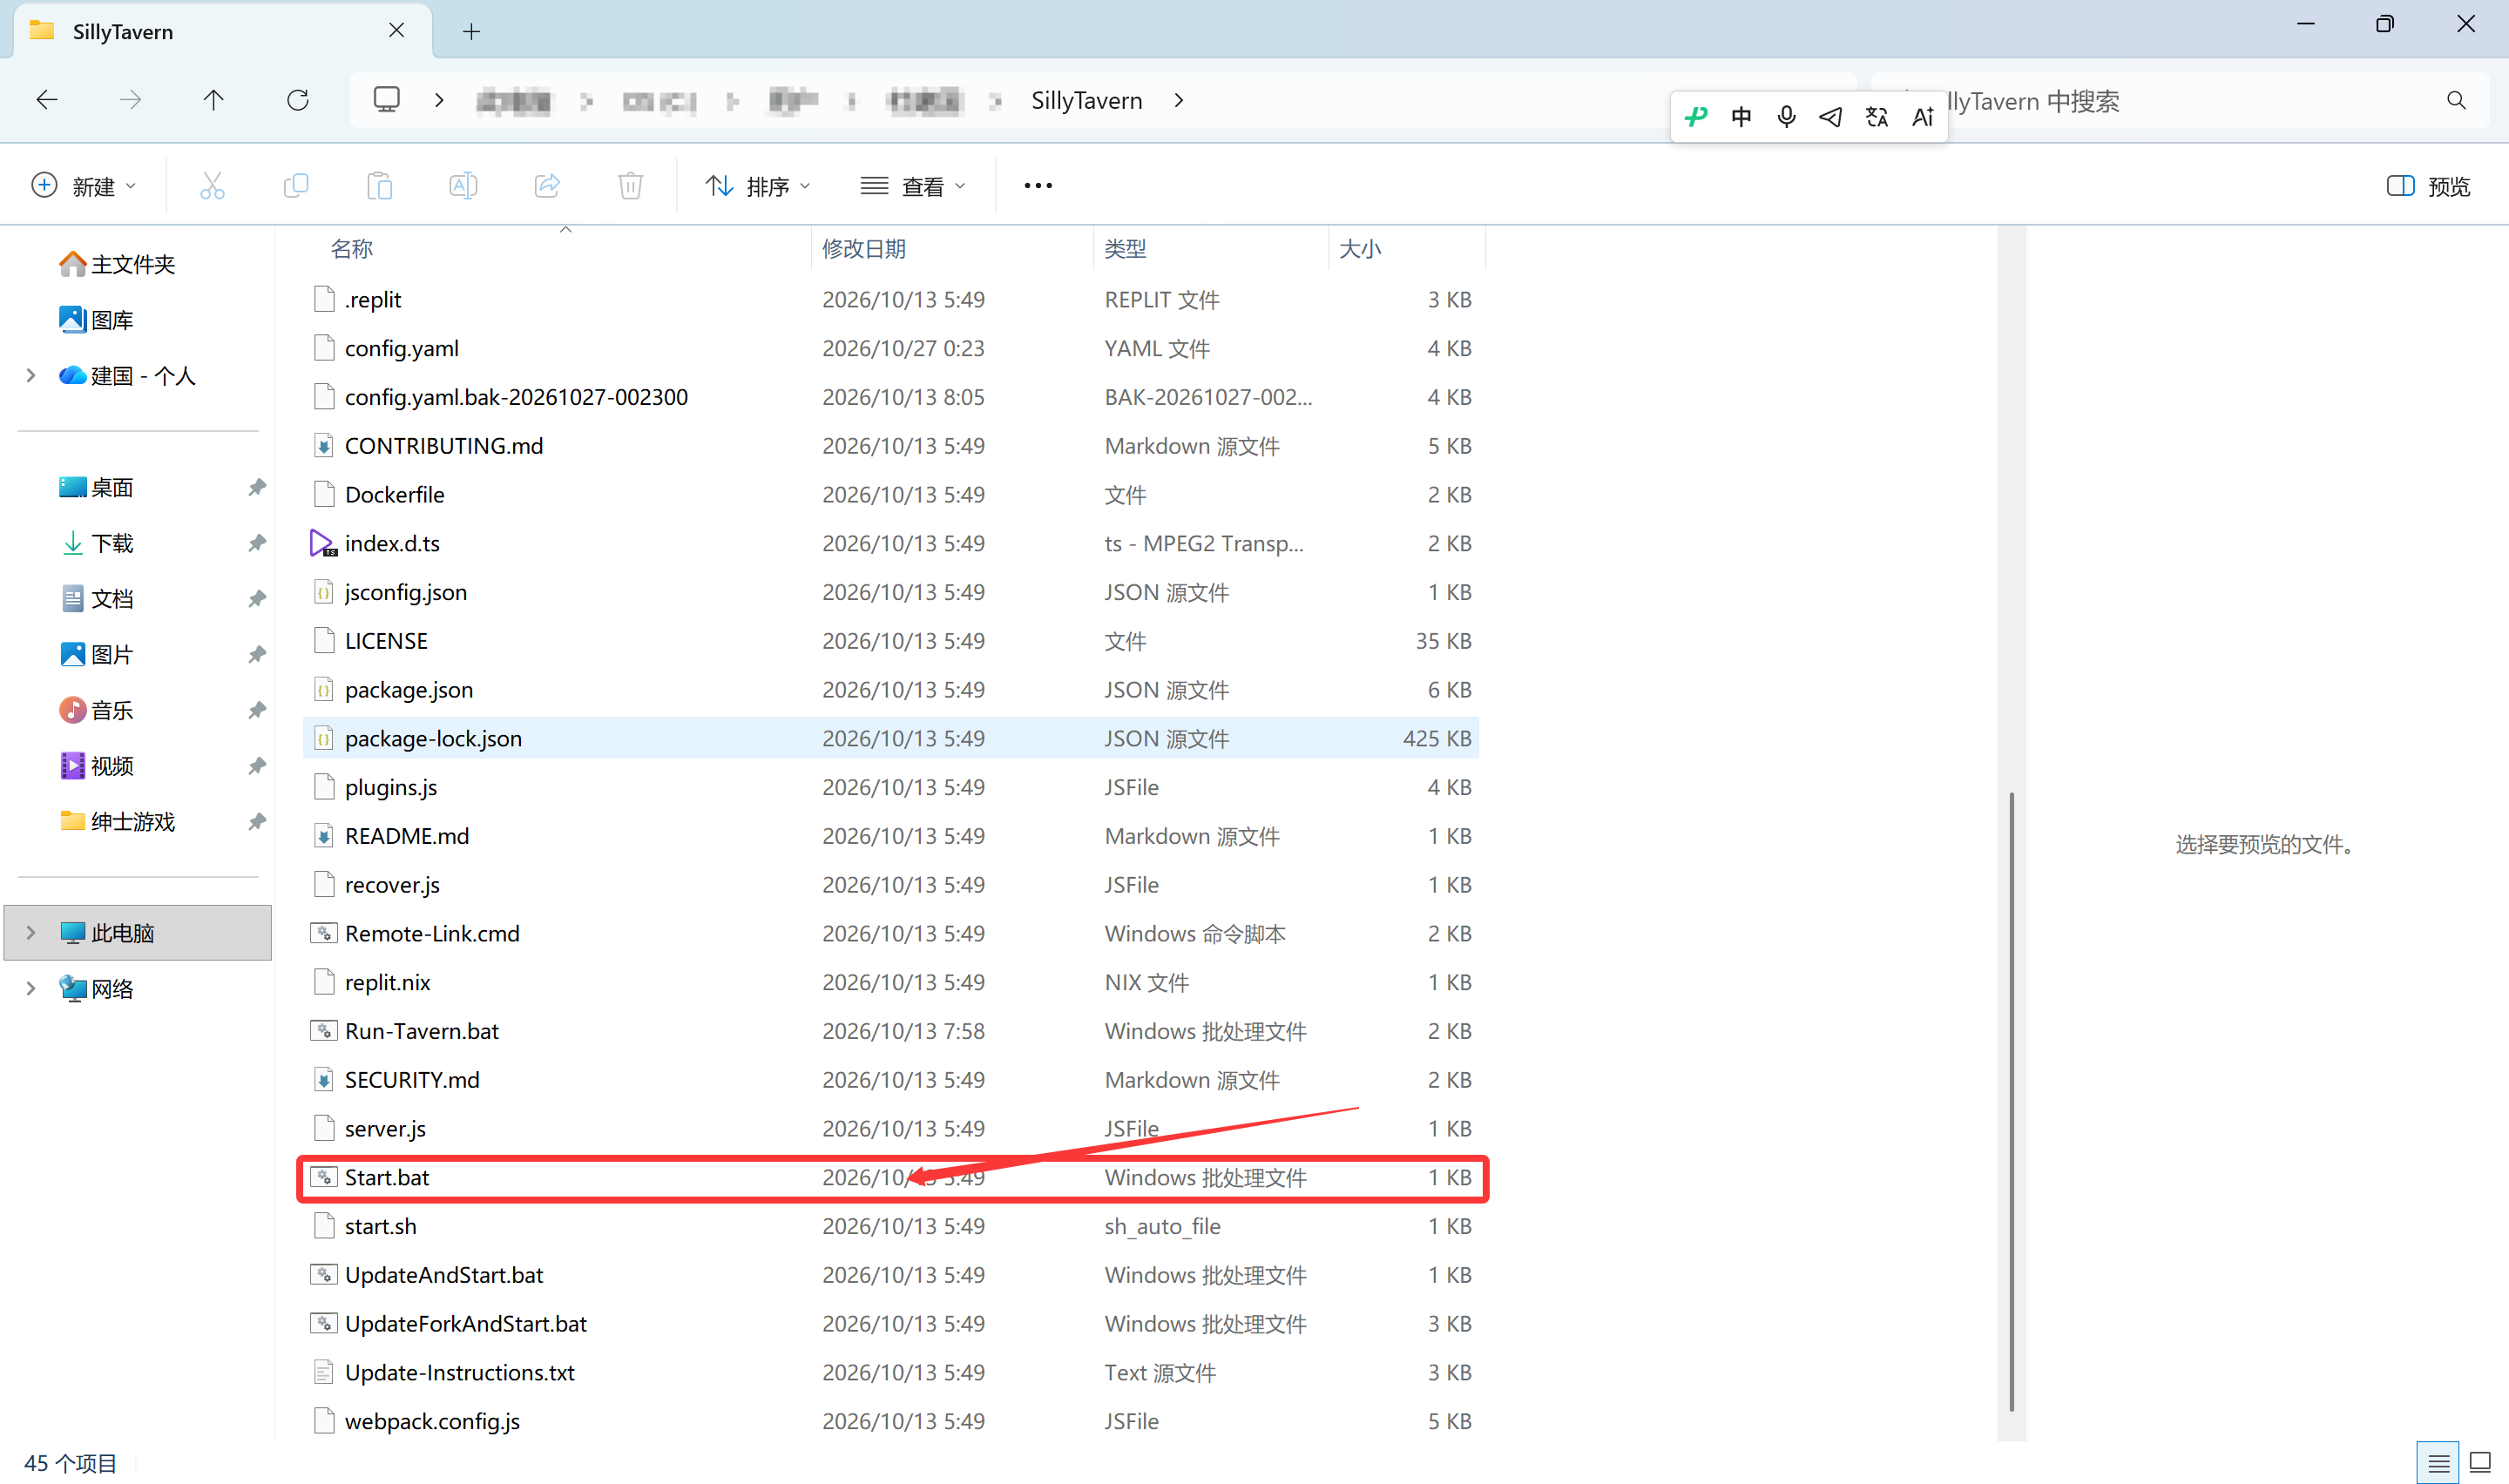 SillyTavern
SillyTavern
中
llyTavern 中搜索
新建
排序
查看
预览
主文件夹
图库
建国 - 个人
桌面
下载
文档
图片
音乐
视频
绅士游戏
此电脑
网络
名称 修改日期 类型 大小
.replit 2026/10/13 5:49 REPLIT 文件 3 KB
config.yaml 2026/10/27 0:23 YAML 文件 4 KB
config.yaml.bak-20261027-002300 2026/10/13 8:05 BAK-20261027-002... 4 KB
CONTRIBUTING.md 2026/10/13 5:49 Markdown 源文件 5 KB
Dockerfile 2026/10/13 5:49 文件 2 KB
index.d.ts 2026/10/13 5:49 ts - MPEG2 Transp... 2 KB
jsconfig.json 2026/10/13 5:49 JSON 源文件 1 KB
LICENSE 2026/10/13 5:49 文件 35 KB
package.json 2026/10/13 5:49 JSON 源文件 6 KB
package-lock.json 2026/10/13 5:49 JSON 源文件 425 KB
plugins.js 2026/10/13 5:49 JSFile 4 KB
README.md 2026/10/13 5:49 Markdown 源文件 1 KB
recover.js 2026/10/13 5:49 JSFile 1 KB
Remote-Link.cmd 2026/10/13 5:49 Windows 命令脚本 2 KB
replit.nix 2026/10/13 5:49 NIX 文件 1 KB
Run-Tavern.bat 2026/10/13 7:58 Windows 批处理文件 2 KB
SECURITY.md 2026/10/13 5:49 Markdown 源文件 2 KB
server.js 2026/10/13 5:49 JSFile 1 KB
Start.bat 2026/10/13 5:49 Windows 批处理文件 1 KB
start.sh 2026/10/13 5:49 sh_auto_file 1 KB
UpdateAndStart.bat 2026/10/13 5:49 Windows 批处理文件 1 KB
UpdateForkAndStart.bat 2026/10/13 5:49 Windows 批处理文件 3 KB
Update-Instructions.txt 2026/10/13 5:49 Text 源文件 3 KB
webpack.config.js 2026/10/13 5:49 JSFile 5 KB
选择要预览的文件。
45 个项目